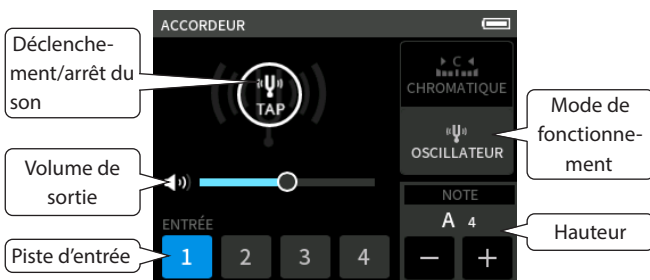 ACCORDEUR
Déclenche-
ment/arrêt du
son
TAP
C
CHROMATIQUE
OSCILLATEUR
Mode de
fonctionne-
ment
Volume de
sortie
NOTE
A 4
Hauteur
ENTRÉE
Piste d'entrée
1 2 3 4
− +